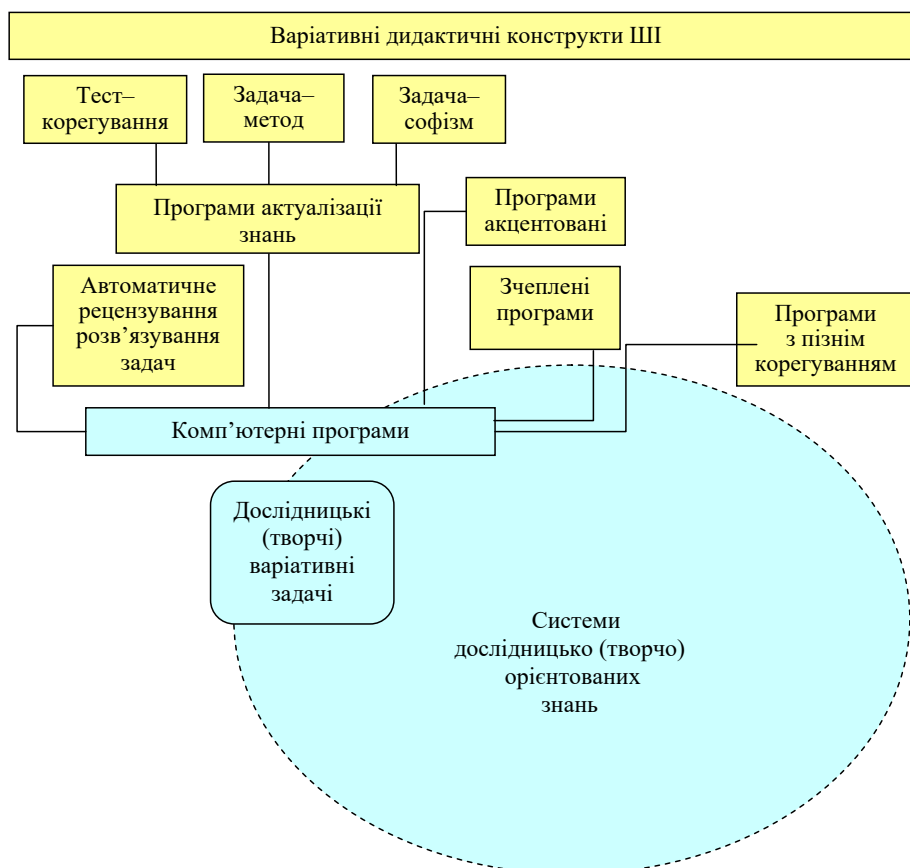 Варіативні дидактичні конструкти ШІ
Тест–
корегування
Задача–
метод
Задача–
софізм
Програми актуалізації
знань
Програми
акцентовані
Автоматичне
рецензування
розв’язування
задач
Зчеплені
програми
Програми
з пізнім
корегуванням
Комп’ютерні програми
Дослідницькі
(творчі)
варіативні
задачі
Системи
дослідницько (творчо)
орієнтованих
знань